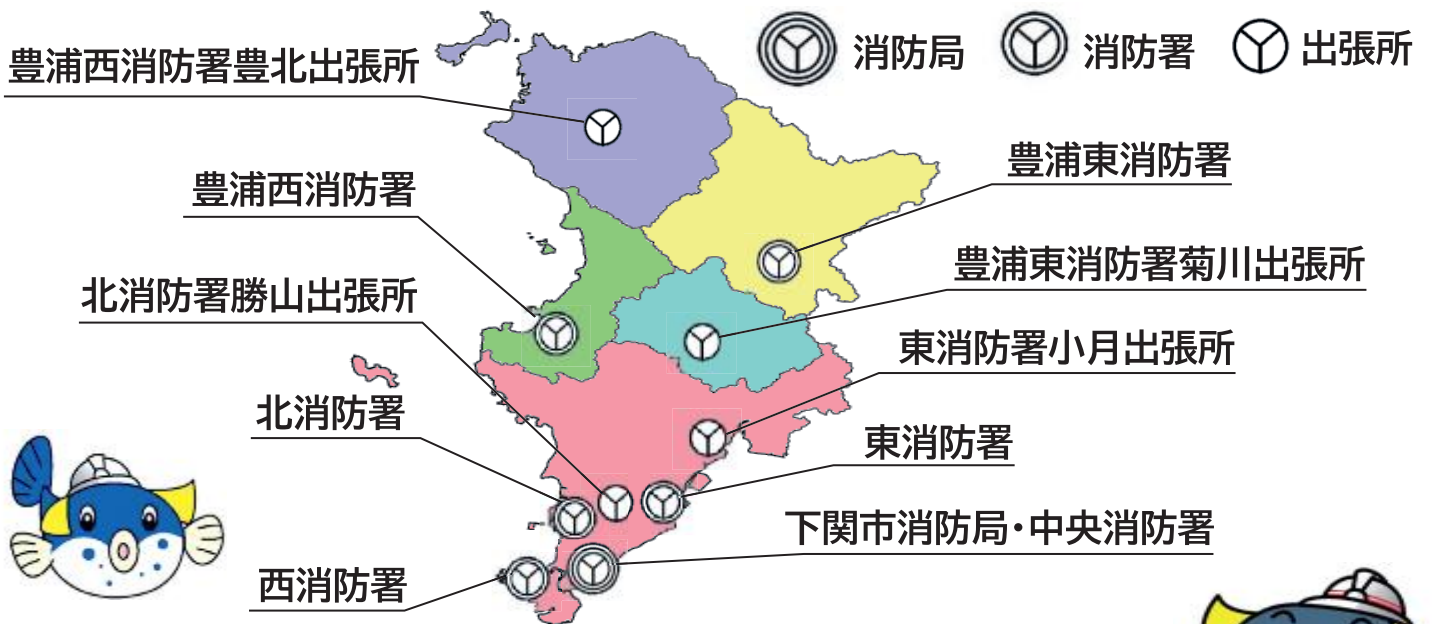 消防局
消防署
出張所
豊浦西消防署豊北出張所
豊浦東消防署
豊浦西消防署
豊浦東消防署菊川出張所
北消防署勝山出張所
東消防署小月出張所
北消防署
東消防署
下関市消防局・中央消防署
西消防署